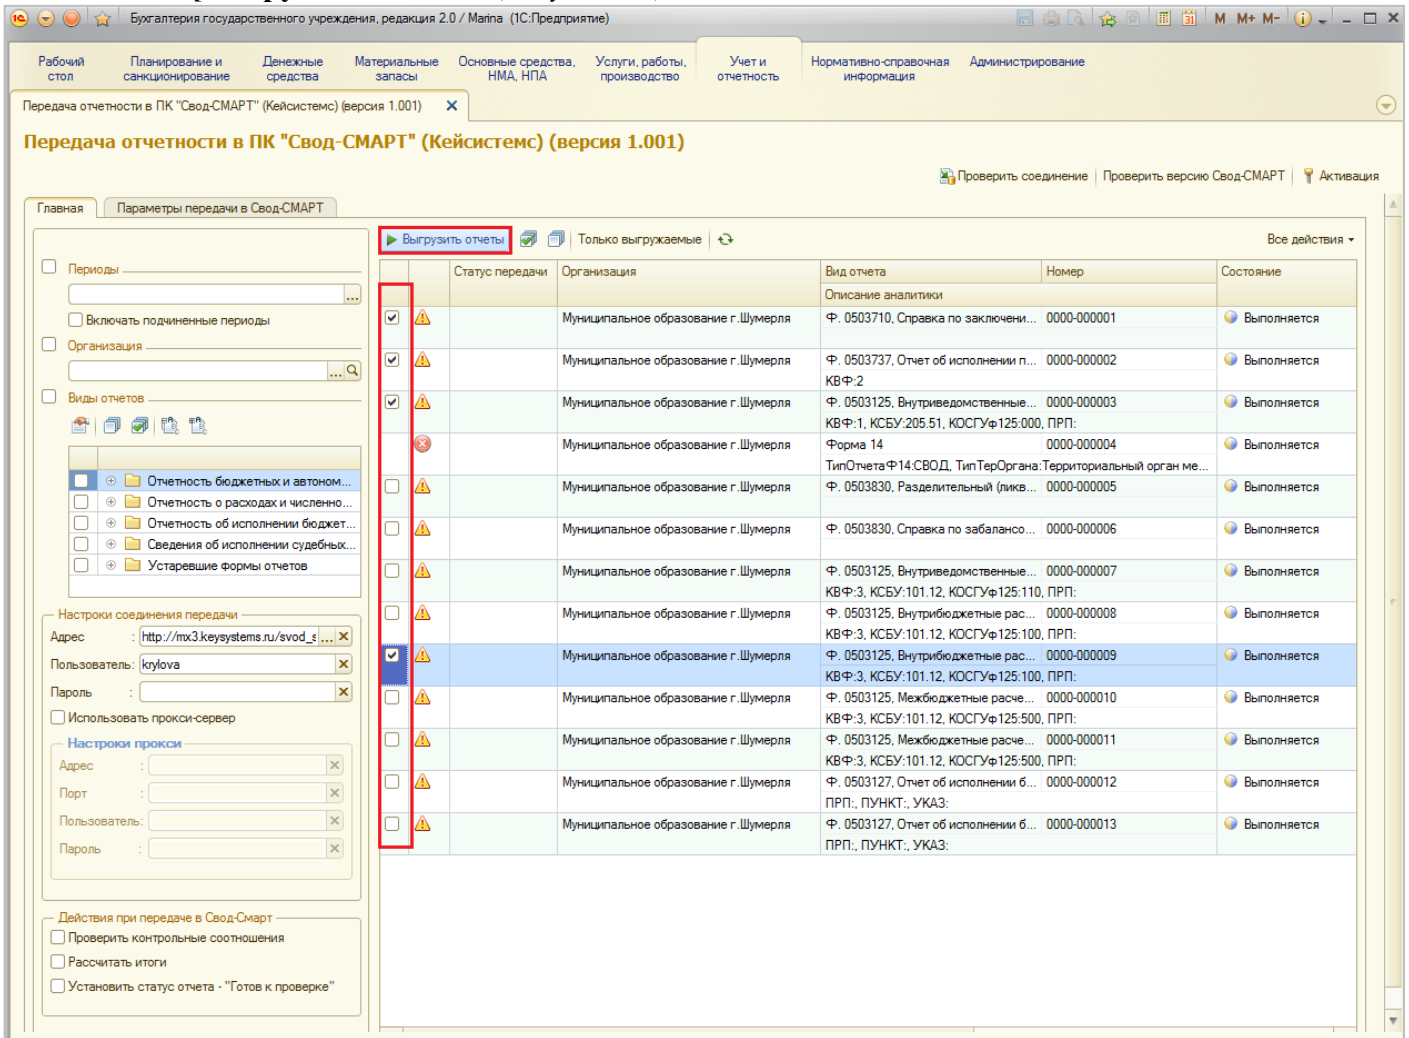 Бухгалтерия государственного учреждения, редакция 2.0 / Marina (1С:Предприятие)
M M+ M-
Рабочий стол
Планирование и санкционирование
Денежные средства
Материальные запасы
Основные средства, НМА, НПА
Услуги, работы, производство
Учет и отчетность
Нормативно-справочная информация
Администрирование
Передача отчетности в ПК "Свод-СМАРТ" (Кейсистемс) (версия 1.001)
Передача отчетности в ПК "Свод-СМАРТ" (Кейсистемс) (версия 1.001)
Проверить соединение Проверить версию Свод-СМАРТ Активация
Главная Параметры передачи в Свод-СМАРТ
Периоды
...
Включать подчиненные периоды
Организация
...
Виды отчетов
Отчетность бюджетных и автоном...
Отчетность о расходах и численно...
Отчетность об исполнении бюджет...
Сведения об исполнении судебных...
Устаревшие формы отчетов
Настроки соединения передачи
Адрес : http://mx3.keysystems.ru/svod_s ...
Пользователь: krylova
Пароль :
Использовать прокси-сервер
Настроки прокси
Адрес :
Порт :
Пользователь:
Пароль :
Действия при передаче в Свод-Смарт
Проверить контрольные соотношения
Рассчитать итоги
Установить статус отчета - "Готов к проверке"
Выгрузить отчеты Только выгружаемые Все действия
Статус передачи Организация Вид отчета Номер Состояние
Описание аналитики
Муниципальное образование г.Шумерля Ф. 0503710, Справка по заключени... 0000-000001 Выполняется
Муниципальное образование г.Шумерля Ф. 0503737, Отчет об исполнении п... 0000-000002 Выполняется
КВФ:2
Муниципальное образование г.Шумерля Ф. 0503125, Внутриведомственные... 0000-000003 Выполняется
КВФ:1, КСБУ:205.51, КОСГУф125:000, ПРП:
Муниципальное образование г.Шумерля Форма 14 0000-000004 Выполняется
ТипОтчетаФ14:СВОД, ТипТерОргана:Территориальный орган ме...
Муниципальное образование г.Шумерля Ф. 0503830, Разделительный (ликв... 0000-000005 Выполняется
Муниципальное образование г.Шумерля Ф. 0503830, Справка по забалансо... 0000-000006 Выполняется
Муниципальное образование г.Шумерля Ф. 0503125, Внутриведомственные... 0000-000007 Выполняется
КВФ:3, КСБУ:101.12, КОСГУф125:110, ПРП:
Муниципальное образование г.Шумерля Ф. 0503125, Внутрибюджетные рас... 0000-000008 Выполняется
КВФ:3, КСБУ:101.12, КОСГУф125:100, ПРП:
Муниципальное образование г.Шумерля Ф. 0503125, Внутрибюджетные рас... 0000-000009 Выполняется
КВФ:3, КСБУ:101.12, КОСГУф125:100, ПРП:
Муниципальное образование г.Шумерля Ф. 0503125, Межбюджетные расче... 0000-000010 Выполняется
КВФ:3, КСБУ:101.12, КОСГУф125:500, ПРП:
Муниципальное образование г.Шумерля Ф. 0503125, Межбюджетные расче... 0000-000011 Выполняется
КВФ:3, КСБУ:101.12, КОСГУф125:500, ПРП:
Муниципальное образование г.Шумерля Ф. 0503127, Отчет об исполнении б... 0000-000012 Выполняется
ПРП:, ПУНКТ:, УКАЗ:
Муниципальное образование г.Шумерля Ф. 0503127, Отчет об исполнении б... 0000-000013 Выполняется
ПРП:, ПУНКТ:, УКАЗ: